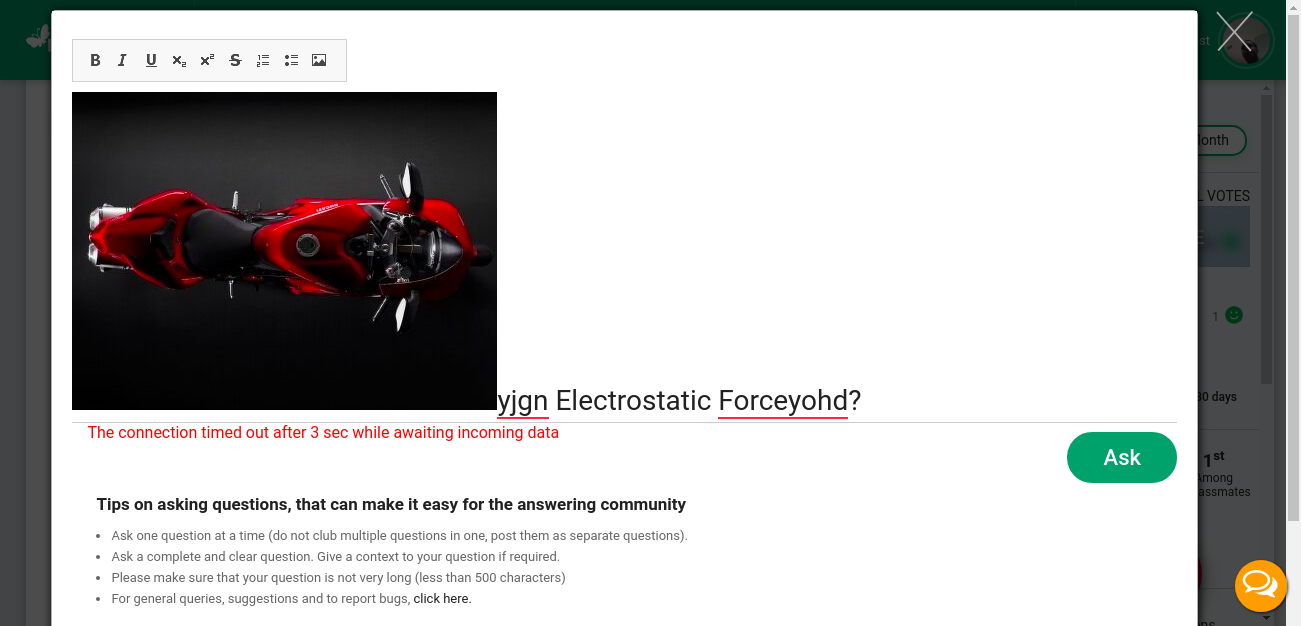 st
B I U x₂ x² S
onth
L VOTES
yjgn Electrostatic Forceyohd?
The connection timed out after 3 sec while awaiting incoming data
Ask
1
30 days
1st
Among
assmates
Tips on asking questions, that can make it easy for the answering community
• Ask one question at a time (do not club multiple questions in one, post them as separate questions).
• Ask a complete and clear question. Give a context to your question if required.
• Please make sure that your question is not very long (less than 500 characters)
• For general queries, suggestions and to report bugs, click here.